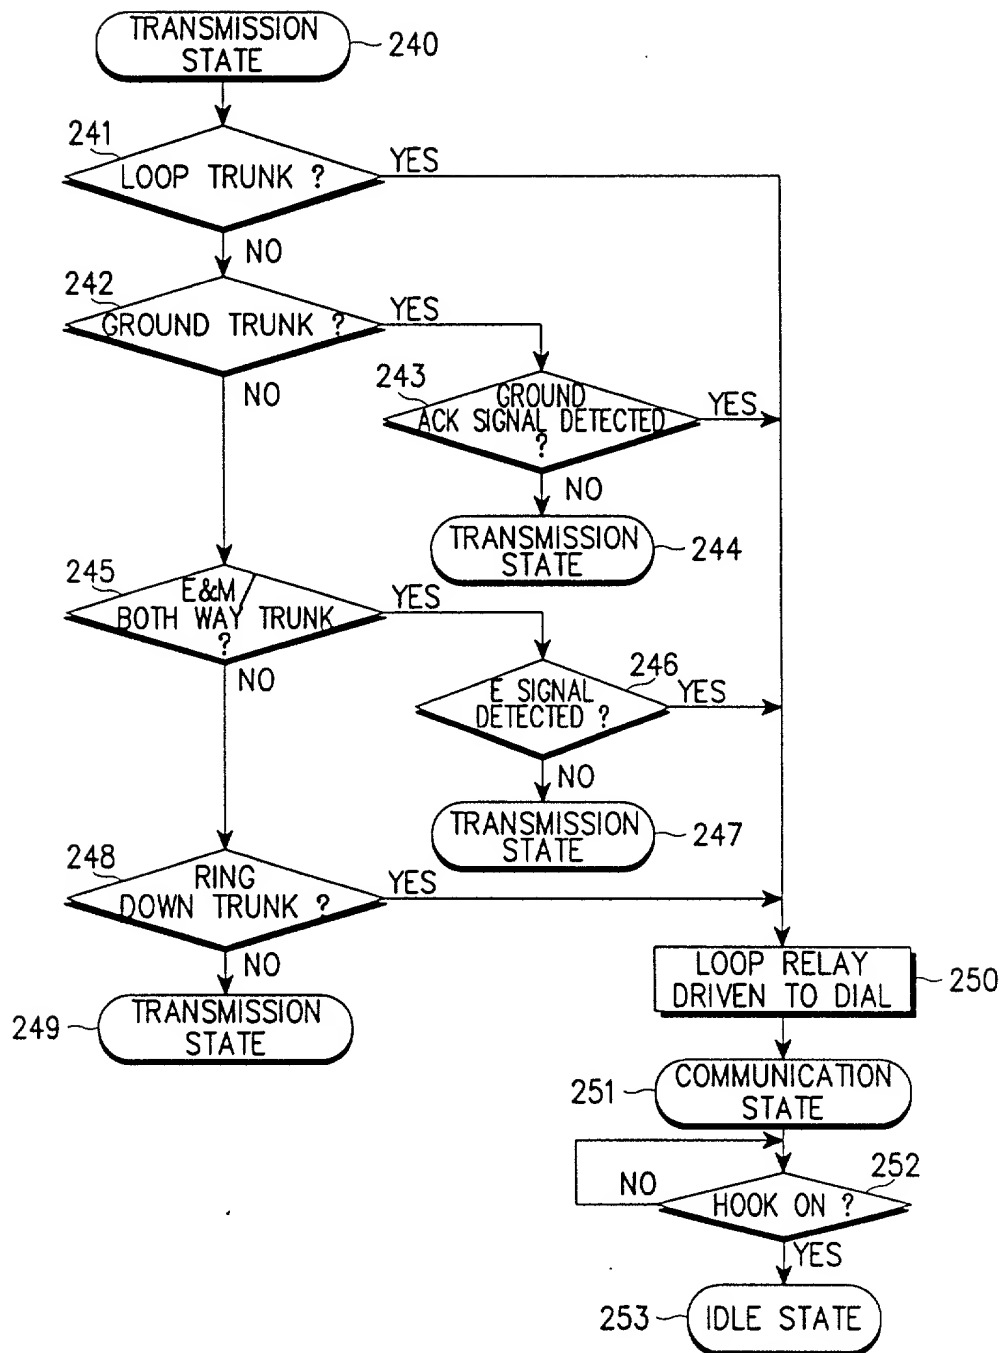 TRANSMISSION
STATE
240
241
LOOP TRUNK ?
YES
NO
242
GROUND TRUNK ?
YES
NO
243
GROUND
ACK SIGNAL DETECTED
?
YES
NO
TRANSMISSION
STATE
244
245
E&M/
BOTH WAY TRUNK
?
YES
NO
246
E SIGNAL
DETECTED ?
YES
NO
TRANSMISSION
STATE
247
248
RING
DOWN TRUNK ?
YES
NO
249
TRANSMISSION
STATE
LOOP RELAY
DRIVEN TO DIAL
250
251
COMMUNICATION
STATE
252
HOOK ON ?
NO
YES
253
IDLE STATE